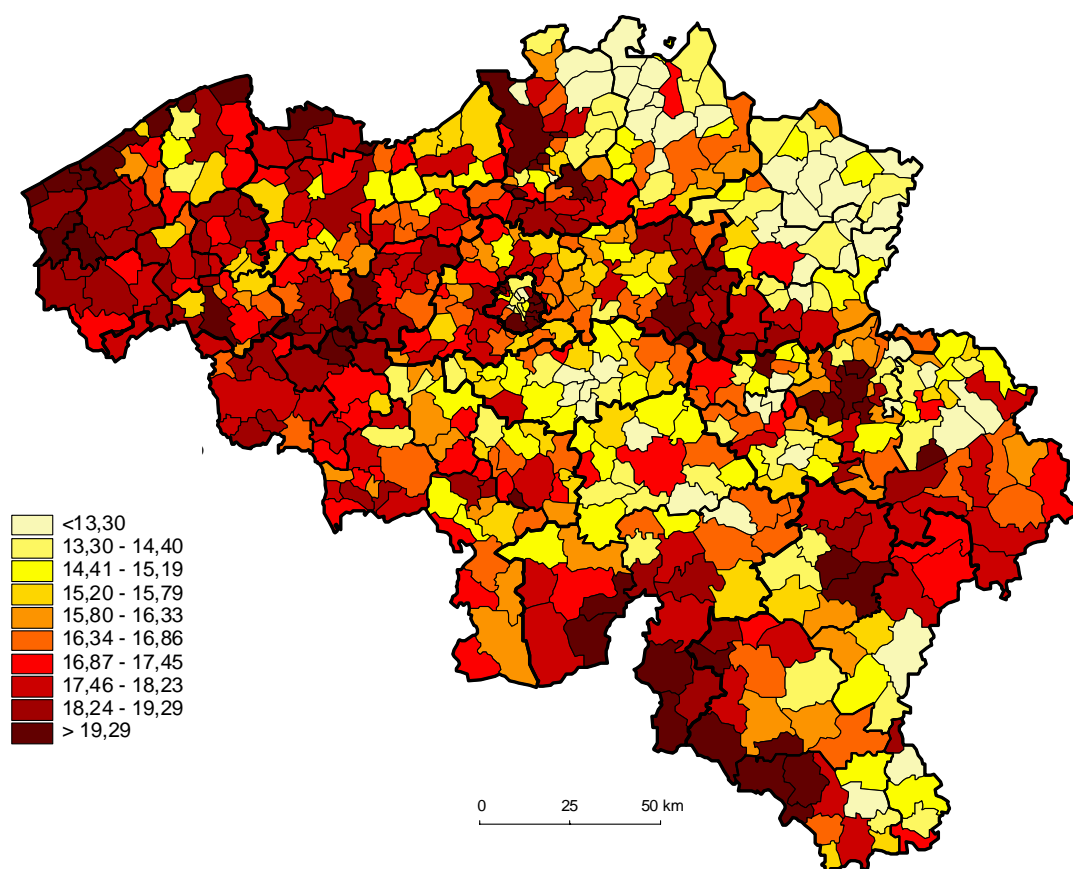 <13,30
13,30 - 14,40
14,41 - 15,19
15,20 - 15,79
15,80 - 16,33
16,34 - 16,86
16,87 - 17,45
17,46 - 18,23
18,24 - 19,29
> 19,29
0 25 50 km